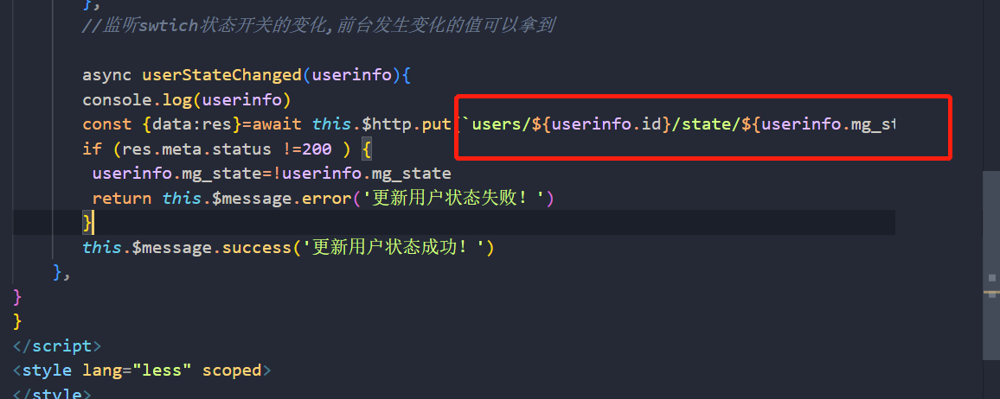 },
//监听swtich状态开关的变化,前台发生变化的值可以拿到
async userStateChanged(userinfo){
console.log(userinfo)
const {data:res}=await this.$http.put(`users/${userinfo.id}/state/${userinfo.mg_st
if (res.meta.status !=200 ) {
userinfo.mg_state=!userinfo.mg_state
return this.$message.error('更新用户状态失败！')
}
this.$message.success('更新用户状态成功！')
},
}
}
</script>
<style lang="less" scoped>
</style>